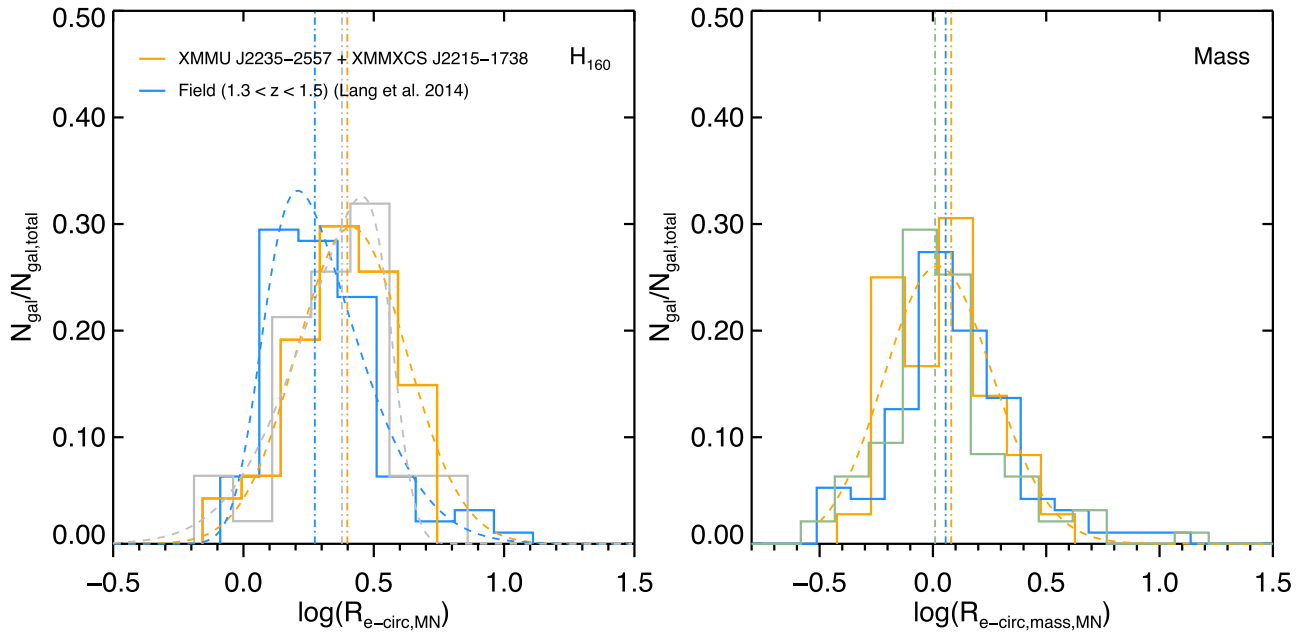 XMMU J2235−2557 + XMMXCS J2215−1738
H160
Field (1.3 < z < 1.5) (Lang et al. 2014)
0.50
0.40
0.30
0.20
0.10
0.00
Ngal/Ngal,total
−0.5
0.0
0.5
1.0
1.5
log(Re−circ,MN)
Mass
0.50
0.40
0.30
0.20
0.10
0.00
Ngal/Ngal,total
−0.5
0.0
0.5
1.0
1.5
log(Re−circ,mass,MN)